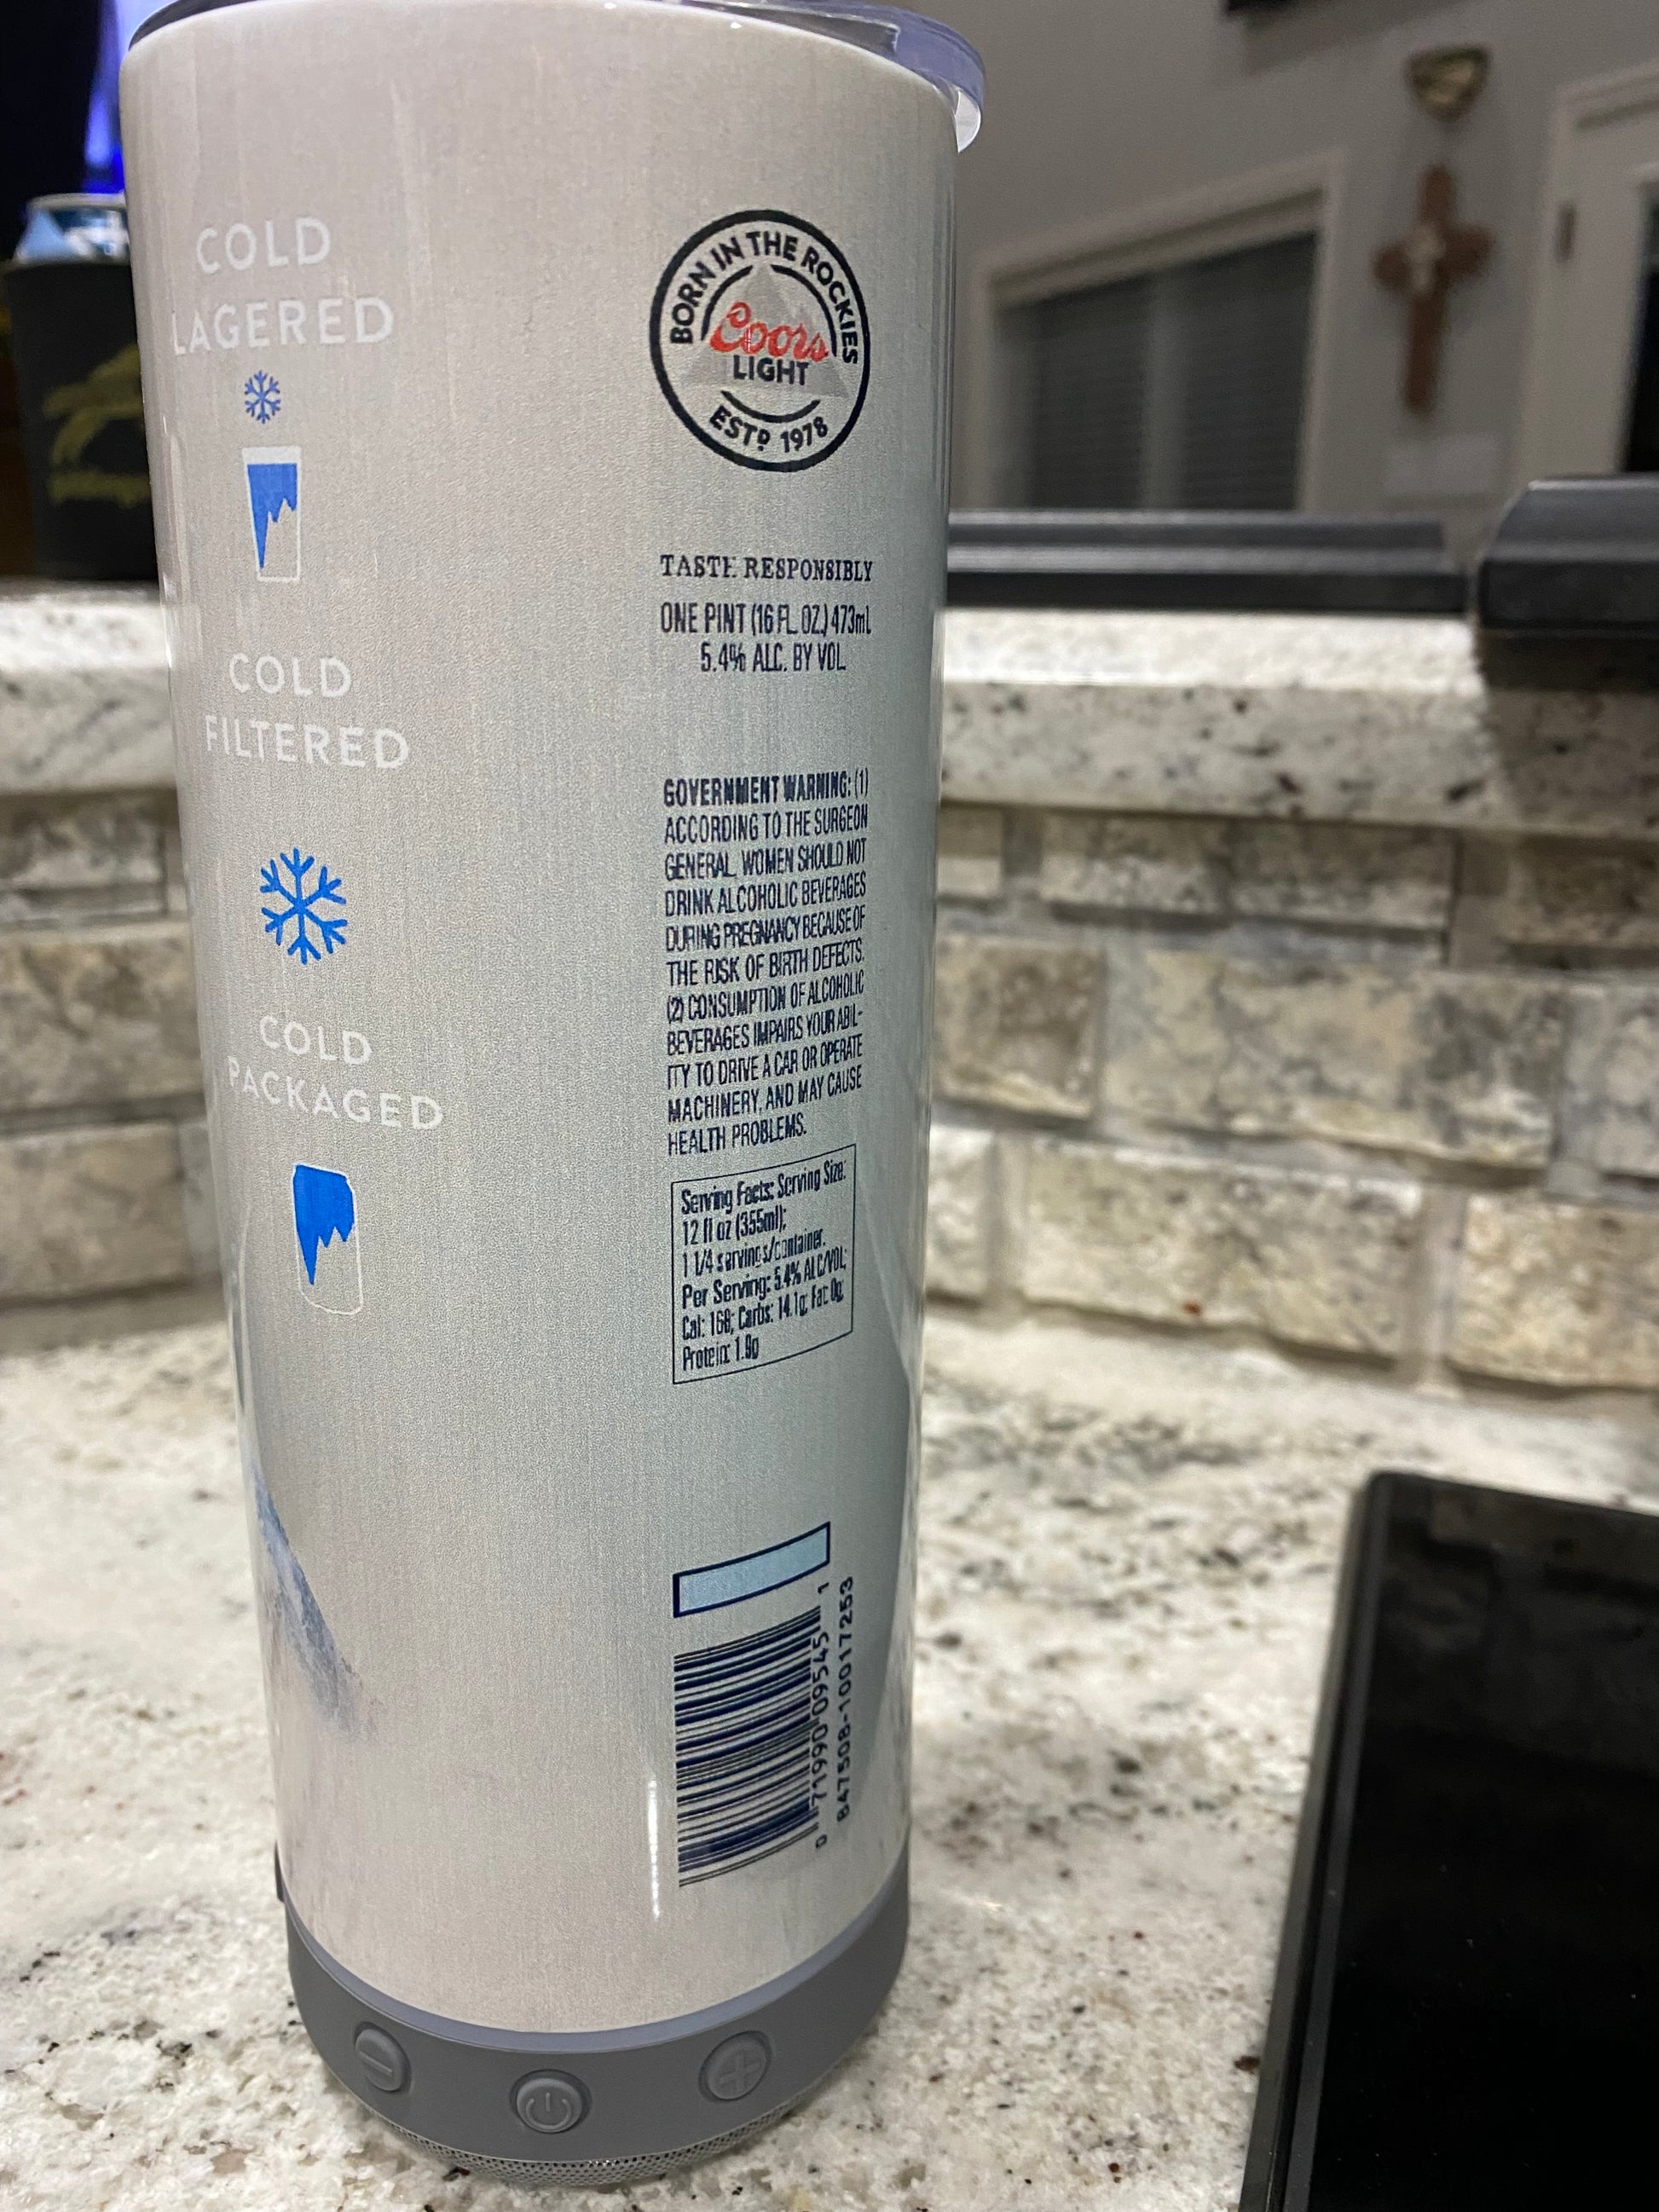 COLD
LAGERED
COLD
FILTERED
COLD
PACKAGED
BORN IN THE ROCKIES
Coors
LIGHT
ESTD 1978
TASTE RESPONSIBLY
ONE PINT (16 FL. OZ.) 473mL
5.4% ALC. BY VOL.
GOVERNMENT WARNING: (1)
ACCORDING TO THE SURGEON
GENERAL, WOMEN SHOULD NOT
DRINK ALCOHOLIC BEVERAGES
DURING PREGNANCY BECAUSE OF
THE RISK OF BIRTH DEFECTS.
(2) CONSUMPTION OF ALCOHOLIC
BEVERAGES IMPAIRS YOUR ABIL-
ITY TO DRIVE A CAR OR OPERATE
MACHINERY, AND MAY CAUSE
HEALTH PROBLEMS.
Serving Facts: Serving Size:
12 fl oz (355ml);
1 1/4 servings/container.
Per Serving: 5.4% ALC/VOL;
Cal: 166; Carbs: 14.1g; Fat: 0g;
Protein: 1.9g
0 71990 09545 1
847508-10017253